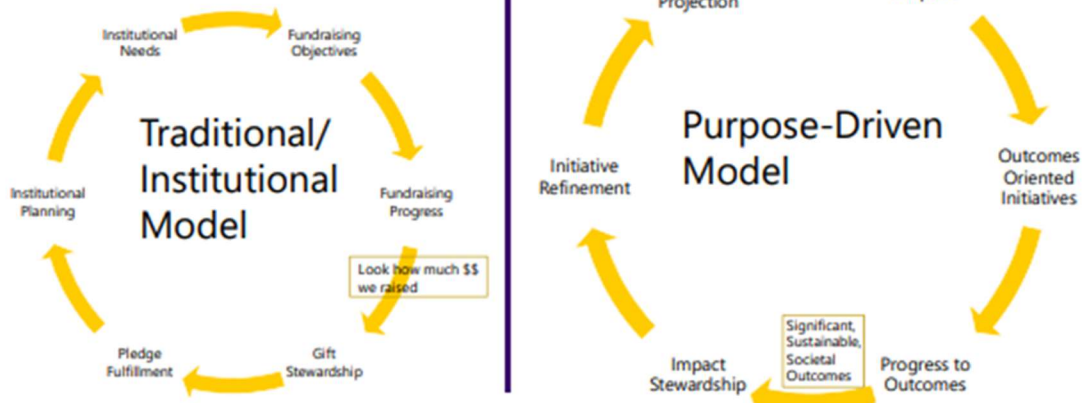 Institutional
Needs
Fundraising
Objectives
Traditional/
Institutional
Model
Institutional
Planning
Fundraising
Progress
Look how much $$
we raised
Pledge
Fulfillment
Gift
Stewardship
Projection
Purpose-Driven
Model
Initiative
Refinement
Outcomes
Oriented
Initiatives
Significant,
Sustainable,
Societal
Outcomes
Impact
Stewardship
Progress to
Outcomes